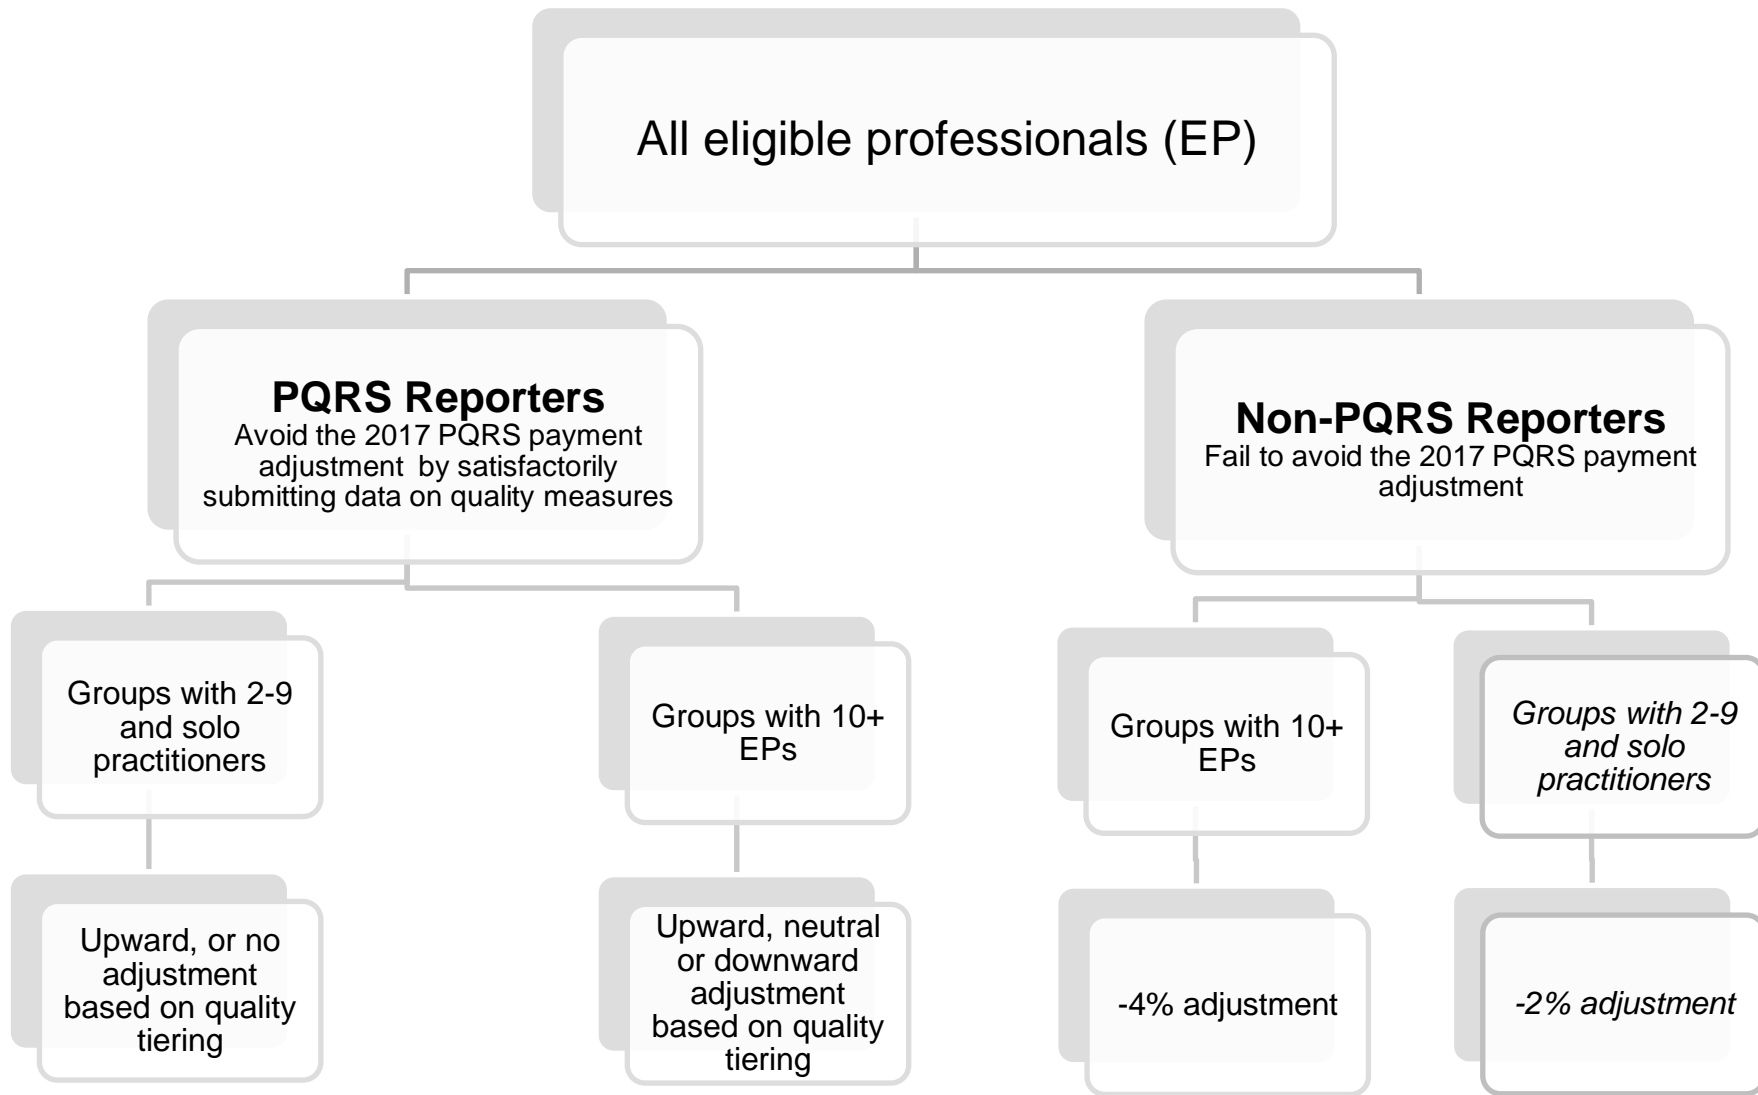 All eligible professionals (EP)
PQRS Reporters
Avoid the 2017 PQRS payment
adjustment by satisfactorily
submitting data on quality measures
Non-PQRS Reporters
Fail to avoid the 2017 PQRS payment
adjustment
Groups with 2-9
and solo
practitioners
Groups with 10+
EPs
Groups with 10+
EPs
Groups with 2-9
and solo
practitioners
Upward, or no
adjustment
based on quality
tiering
Upward, neutral
or downward
adjustment
based on quality
tiering
-4% adjustment
-2% adjustment